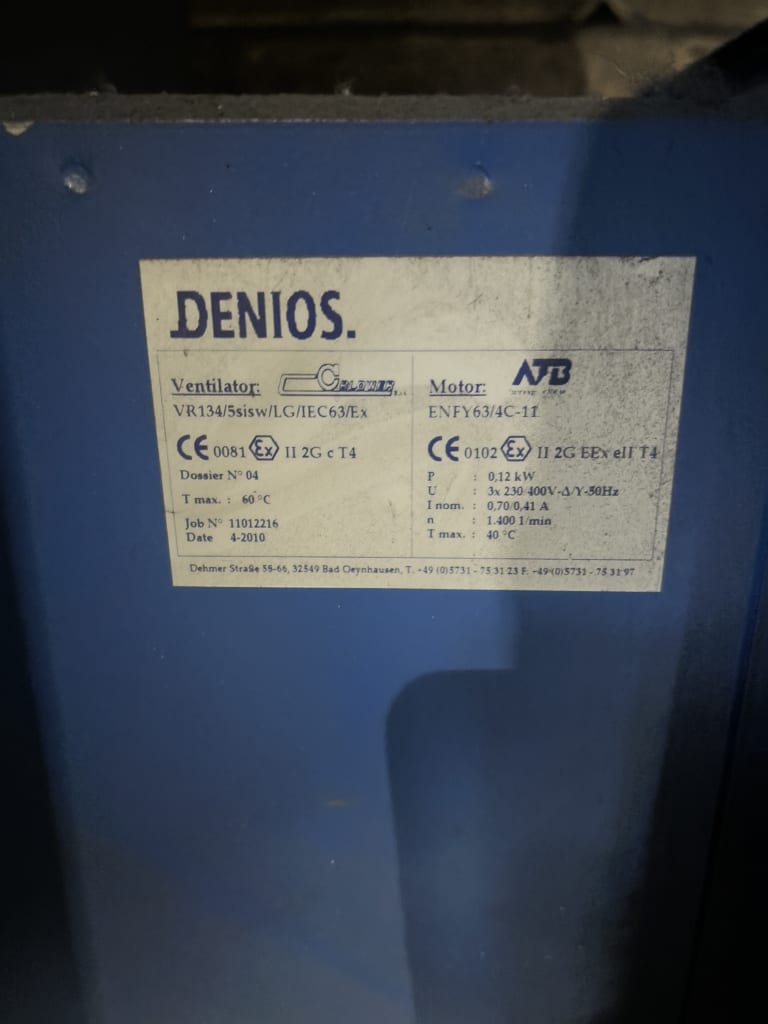 DENIOS.
Ventilator:
VR134/5sisw/LG/IEC63/Ex
CE 0081 Ex II 2G c T4
Dossier N° 04
T max. : 60 °C
Job N° 11012216
Date 4-2010
Motor: ATB
ENFY63/4C-11
CE 0102 Ex II 2G EEx eII T4
P : 0,12 kW
U : 3x 230/400V-Δ/Y-50Hz
I nom. : 0,70/0,41 A
n : 1.400 1/min
T max. : 40 °C
Dehmer Straße 58-66, 32549 Bad Oeynhausen, T. +49 (0)5731 - 75 31 23 F. +49 (0)5731 - 75 31 97